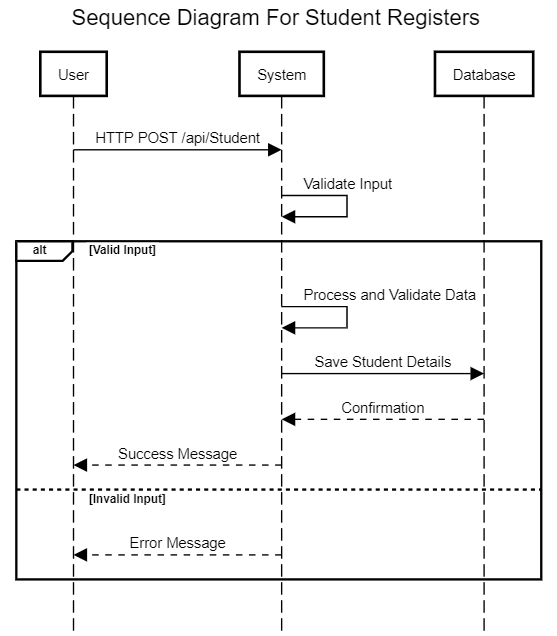 Sequence Diagram For Student Registers
User
System
Database
HTTP POST /api/Student
Validate Input
alt
[Valid Input]
Process and Validate Data
Save Student Details
Confirmation
Success Message
[Invalid Input]
Error Message